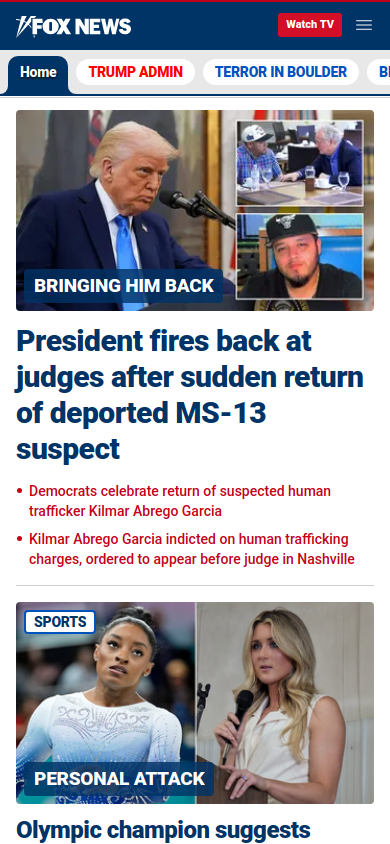 FOX NEWS
Watch TV
Home
TRUMP ADMIN
TERROR IN BOULDER
BRINGING HIM BACK
President fires back at
judges after sudden return
of deported MS-13
suspect
• Democrats celebrate return of suspected human
trafficker Kilmar Abrego Garcia
• Kilmar Abrego Garcia indicted on human trafficking
charges, ordered to appear before judge in Nashville
SPORTS
PERSONAL ATTACK
Olympic champion suggests